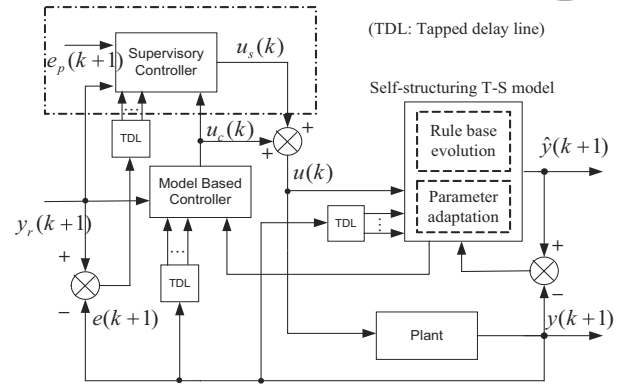 (TDL: Tapped delay line)
e_p(k+1)
Supervisory
Controller
u_s(k)
Self-structuring T-S model
...
TDL
u_c(k)
+
+
Rule base
evolution
ŷ(k+1)
u(k)
Model Based
Controller
Parameter
adaptation
y_r(k+1)
TDL
...
+
...
TDL
+
−
e(k+1)
−
Plant
y(k+1)